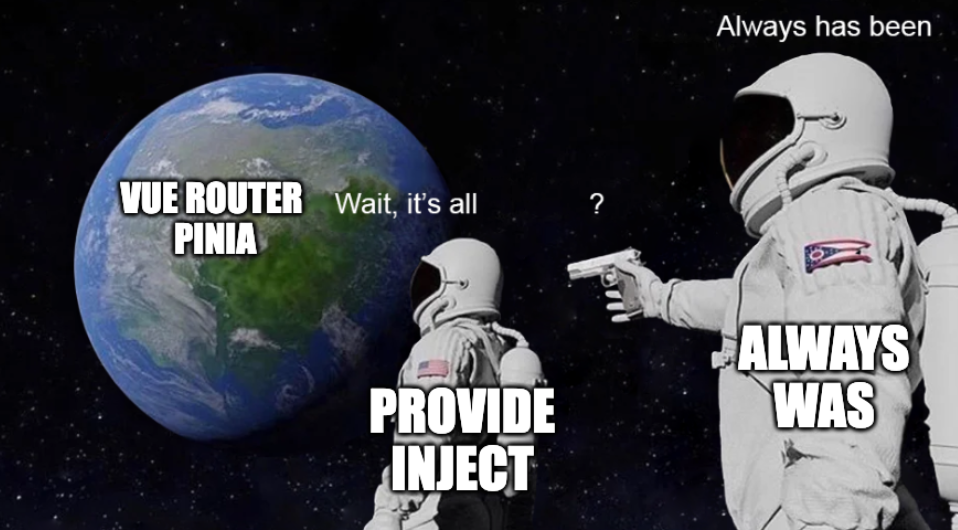 Always has been
VUE ROUTER
PINIA
Wait, it's all ?
PROVIDE
INJECT
ALWAYS
WAS